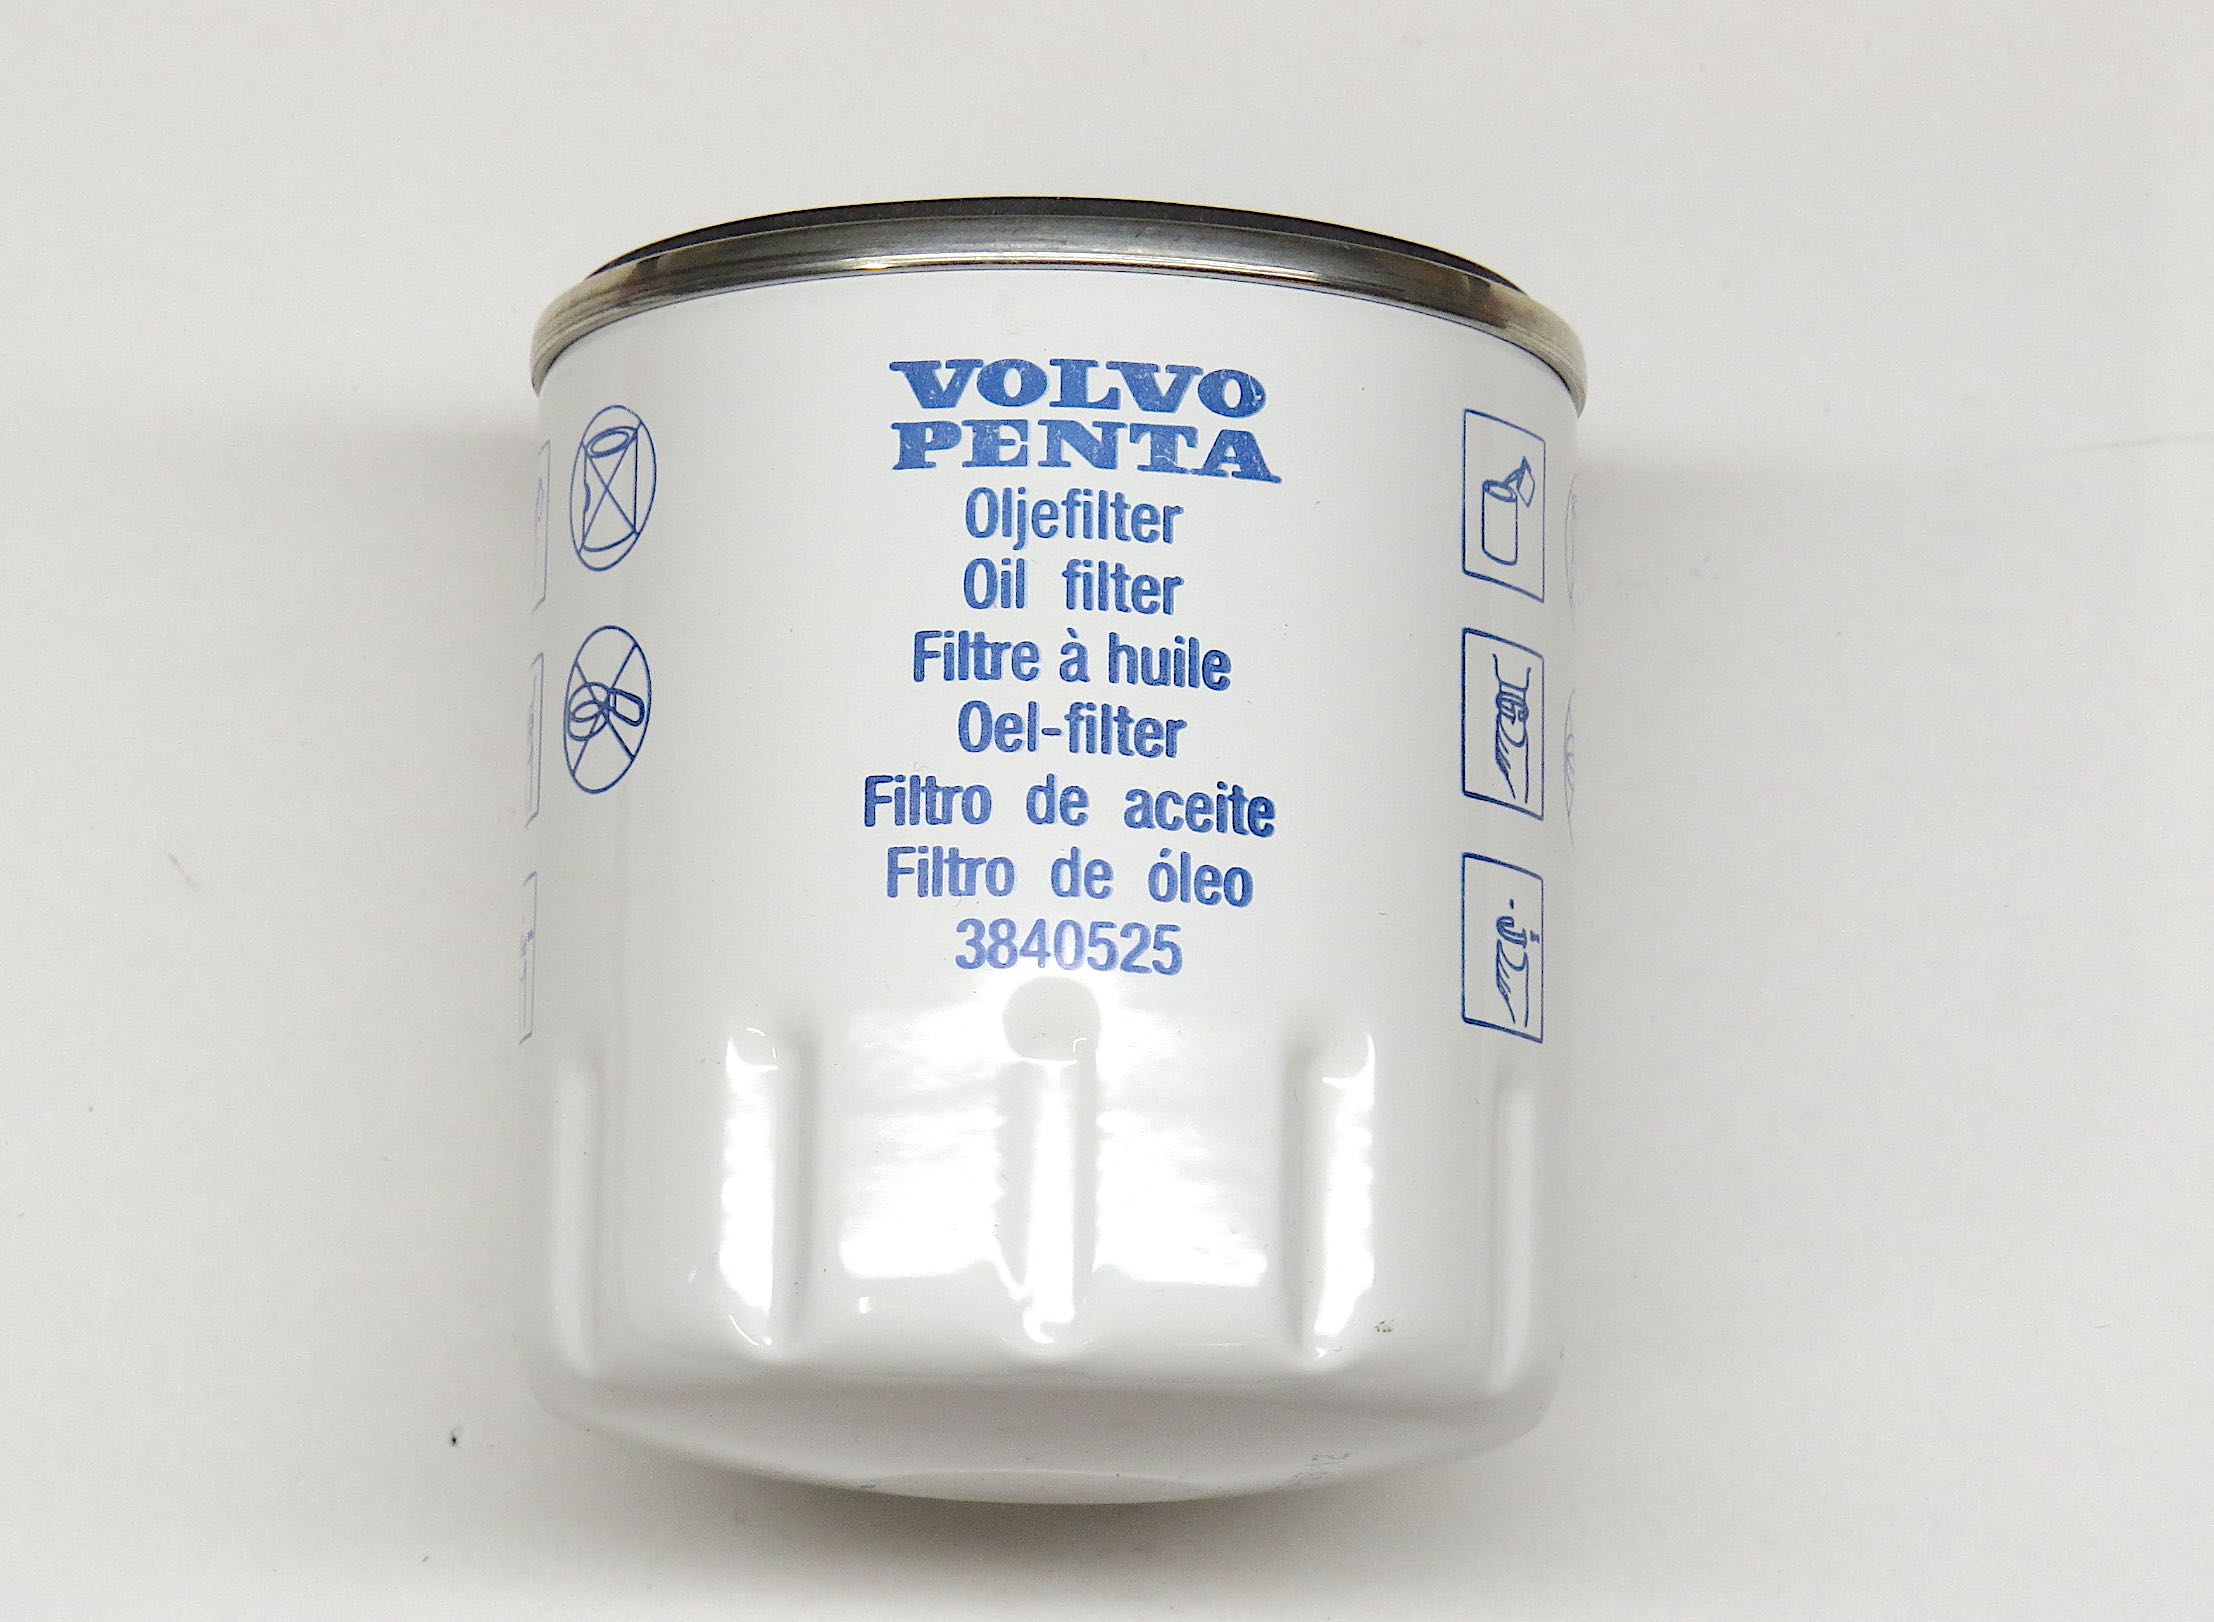 VOLVO
PENTA
Oljefilter
Oil filter
Filtre à huile
Oel-filter
Filtro de aceite
Filtro de óleo
3840525